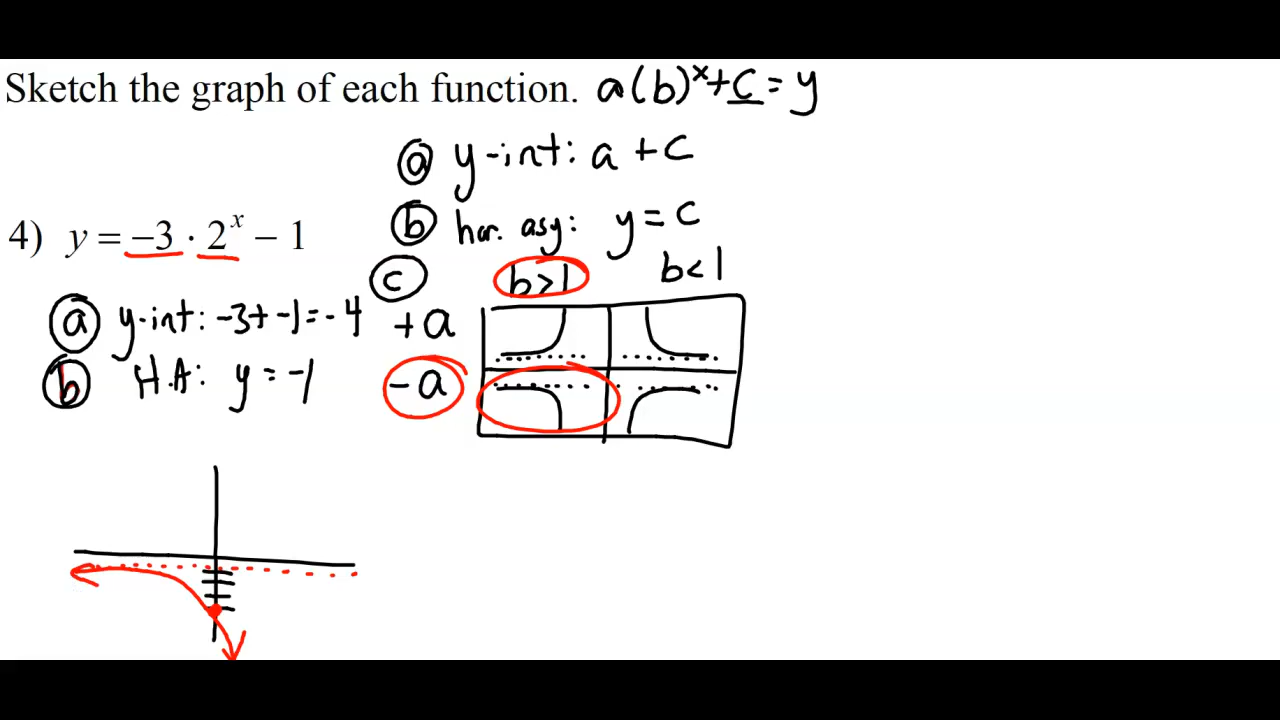 Sketch the graph of each function. a(b)ˣ+c=y
ⓐ y-int: a+c
ⓑ hor. asy: y=c
4) y = −3 · 2ˣ − 1
ⓒ b>1 b<1
ⓐ y-int: -3+-1=-4
+a
ⓑ H.A: y=-1
-a